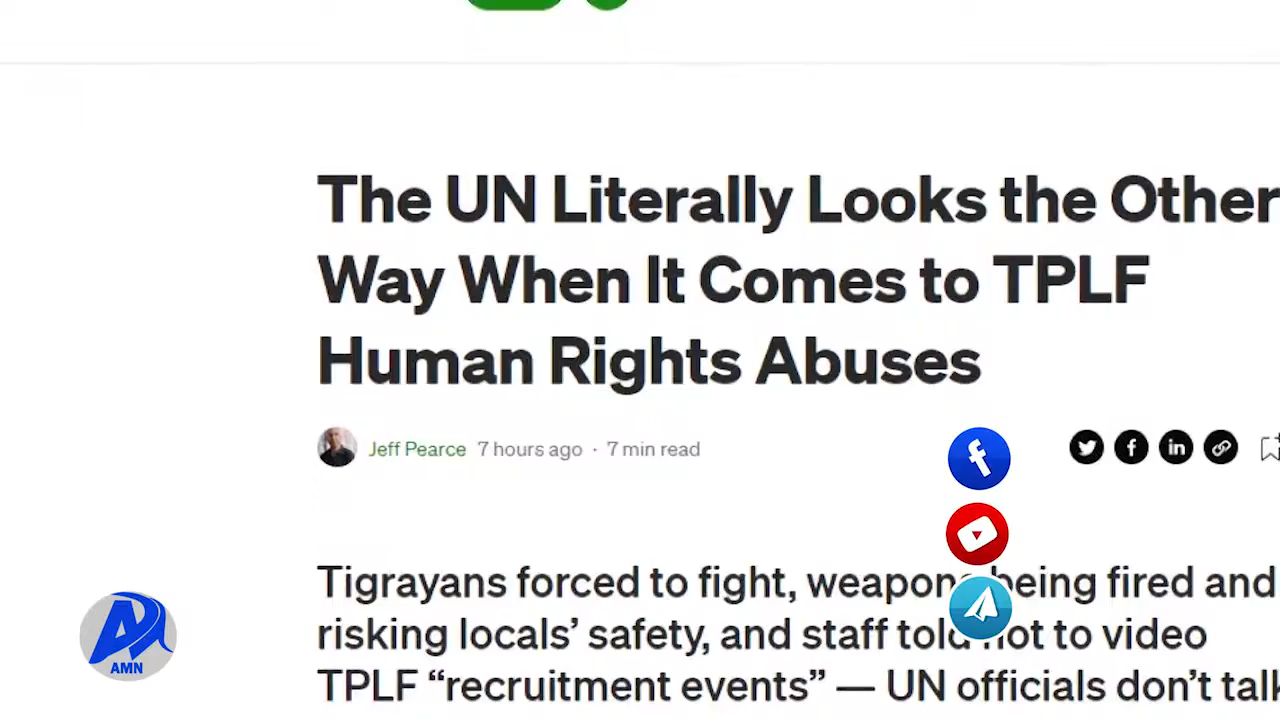 The UN Literally Looks the Other
Way When It Comes to TPLF
Human Rights Abuses
Jeff Pearce 7 hours ago · 7 min read
Tigrayans forced to fight, weapons being fired and
risking locals’ safety, and staff told not to video
TPLF “recruitment events” — UN officials don’t talk
AMN